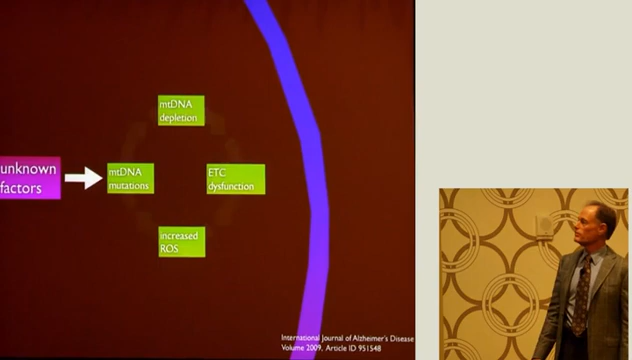 mtDNA
depletion
unknown
factors
mtDNA
mutations
ETC
dysfunction
increased
ROS
International Journal of Alzheimer's Disease
Volume 2009, Article ID 951548